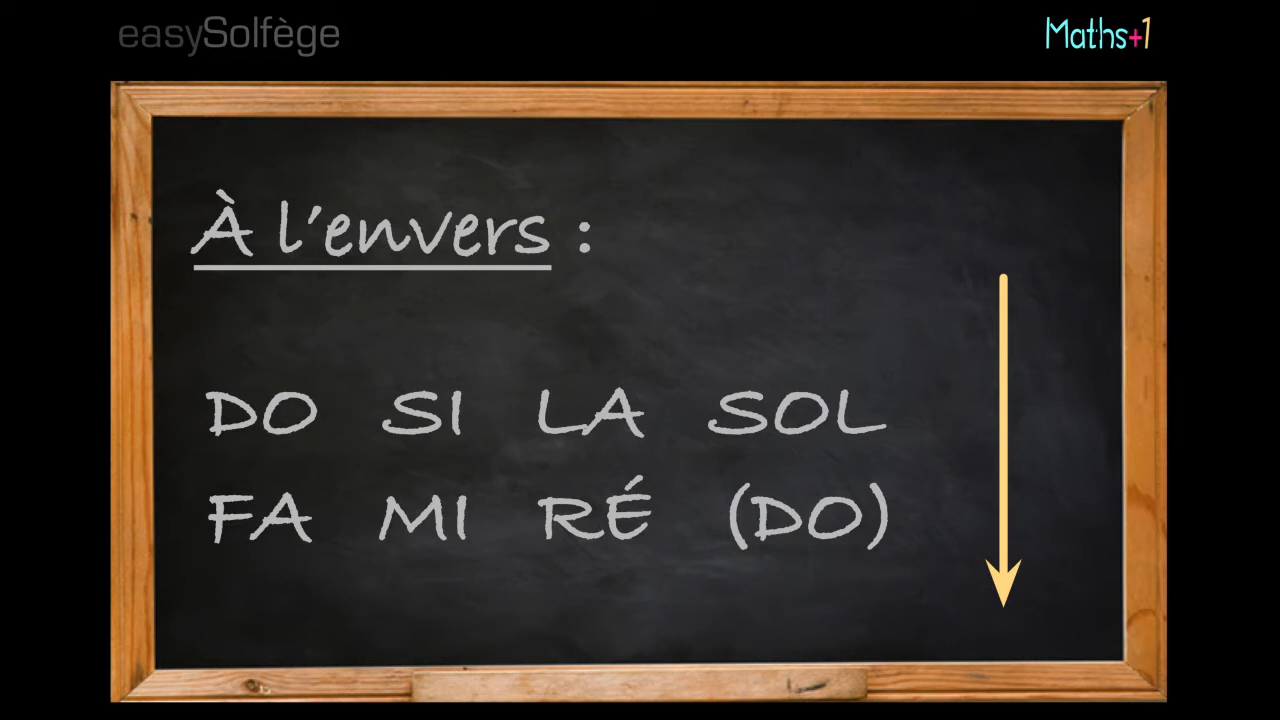 easySolfège
Maths+1
À l'envers :
DO SI LA SOL
FA MI RÉ (DO)